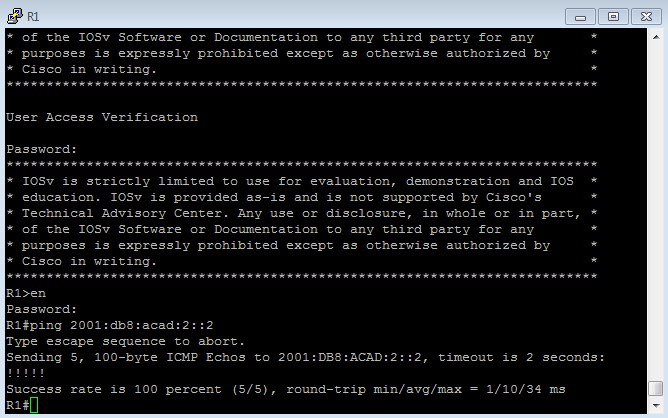 R1
* of the IOSv Software or Documentation to any third party for any       *
* purposes is expressly prohibited except as otherwise authorized by     *
* Cisco in writing.                                                      *
**************************************************************************
User Access Verification
Password:
**************************************************************************
* IOSv is strictly limited to use for evaluation, demonstration and IOS  *
* education. IOSv is provided as-is and is not supported by Cisco's      *
* Technical Advisory Center. Any use or disclosure, in whole or in part, *
* of the IOSv Software or Documentation to any third party for any       *
* purposes is expressly prohibited except as otherwise authorized by     *
* Cisco in writing.                                                      *
**************************************************************************
R1>en
Password:
R1#ping 2001:db8:acad:2::2
Type escape sequence to abort.
Sending 5, 100-byte ICMP Echos to 2001:DB8:ACAD:2::2, timeout is 2 seconds:
!!!!!
Success rate is 100 percent (5/5), round-trip min/avg/max = 1/10/34 ms
R1#